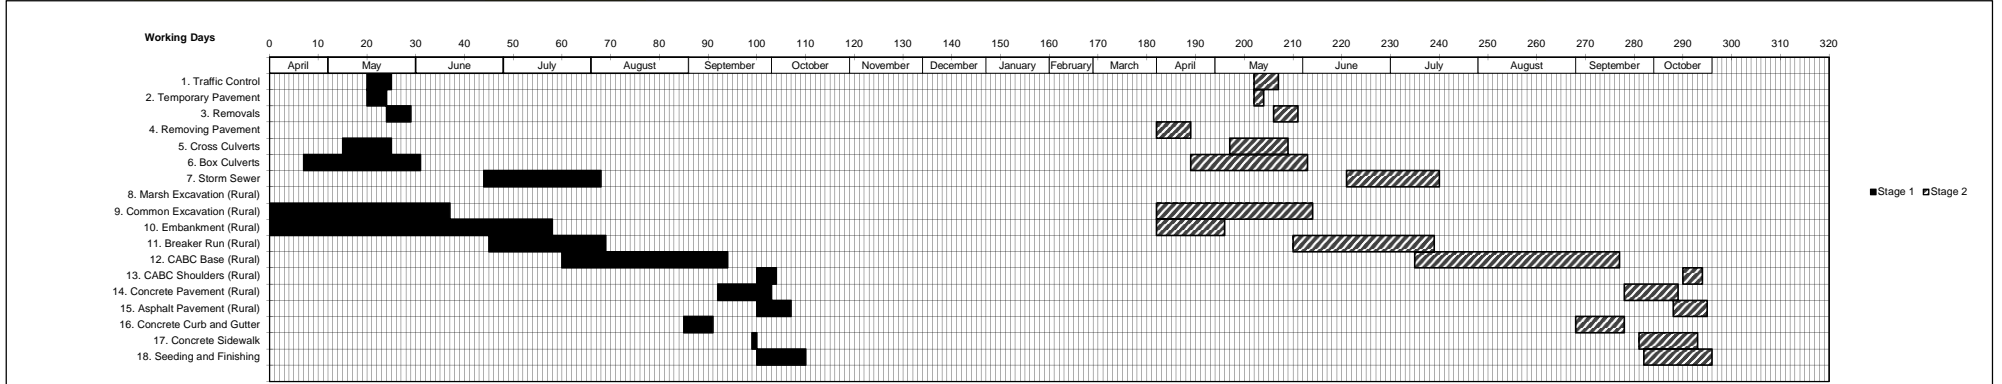 Working Days
0 10 20 30 40 50 60 70 80 90 100 110 120 130 140 150 160 170 180 190 200 210 220 230 240 250 260 270 280 290 300 310 320
April May June July August September October November December January February March April May June July August September October
1. Traffic Control
2. Temporary Pavement
3. Removals
4. Removing Pavement
5. Cross Culverts
6. Box Culverts
7. Storm Sewer
8. Marsh Excavation (Rural)
Stage 1 Stage 2
9. Common Excavation (Rural)
10. Embankment (Rural)
11. Breaker Run (Rural)
12. CABC Base (Rural)
13. CABC Shoulders (Rural)
14. Concrete Pavement (Rural)
15. Asphalt Pavement (Rural)
16. Concrete Curb and Gutter
17. Concrete Sidewalk
18. Seeding and Finishing